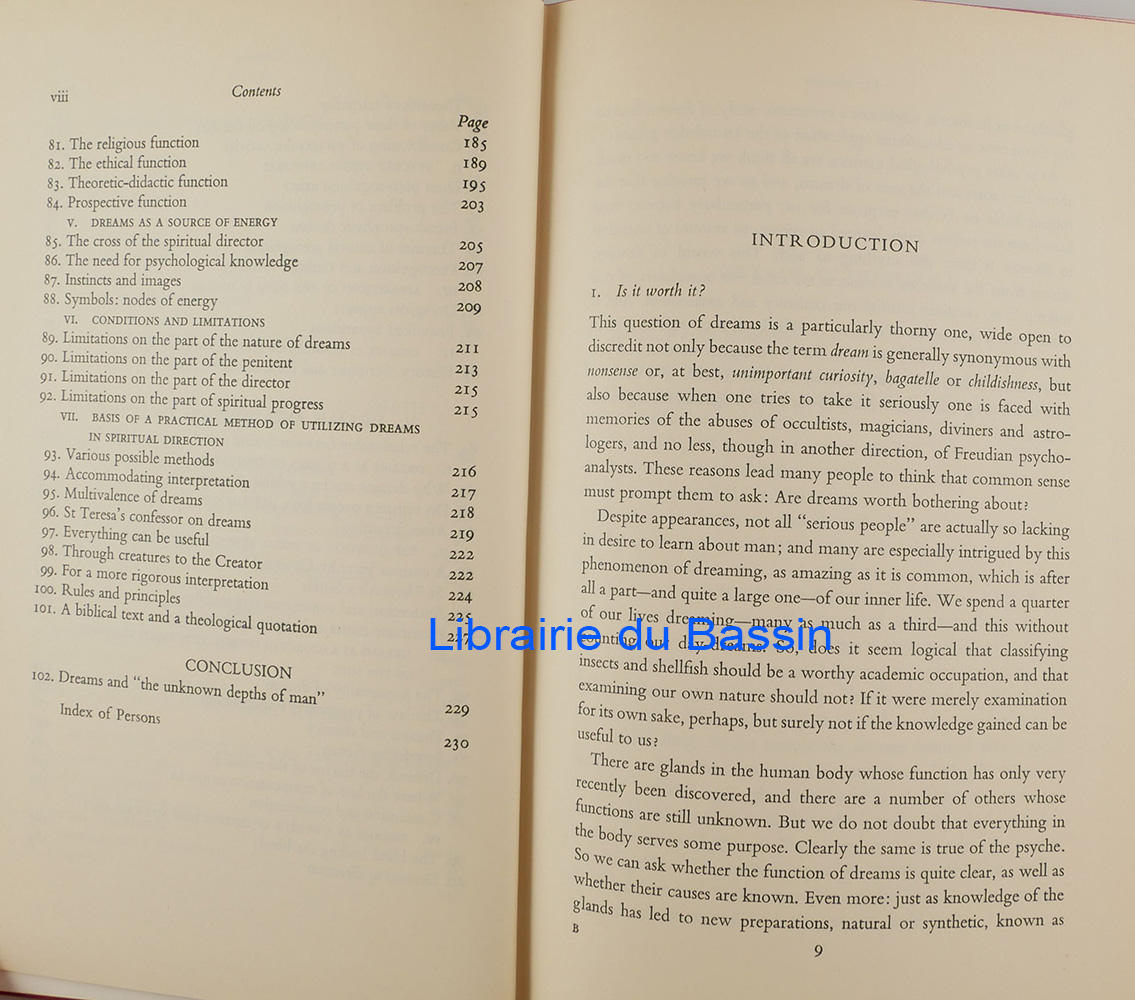 viii Contents
Page
81. The religious function 185
82. The ethical function 189
83. Theoretic-didactic function 195
84. Prospective function 203
V. DREAMS AS A SOURCE OF ENERGY
85. The cross of the spiritual director 205
86. The need for psychological knowledge 207
87. Instincts and images 208
88. Symbols: nodes of energy 209
VI. CONDITIONS AND LIMITATIONS
89. Limitations on the part of the nature of dreams 211
90. Limitations on the part of the penitent 213
91. Limitations on the part of the director 215
92. Limitations on the part of spiritual progress 215
VII. BASIS OF A PRACTICAL METHOD OF UTILIZING DREAMS
IN SPIRITUAL DIRECTION
93. Various possible methods 216
94. Accommodating interpretation 217
95. Multivalence of dreams 218
96. St Teresa's confessor on dreams 219
97. Everything can be useful 222
98. Through creatures to the Creator 222
99. For a more rigorous interpretation 224
100. Rules and principles 225
101. A biblical text and a theological quotation 227
CONCLUSION
102. Dreams and "the unknown depths of man" 229
Index of Persons 230
INTRODUCTION
1. Is it worth it?
This question of dreams is a particularly thorny one, wide open to
discredit not only because the term dream is generally synonymous with
nonsense or, at best, unimportant curiosity, bagatelle or childishness, but
also because when one tries to take it seriously one is faced with
memories of the abuses of occultists, magicians, diviners and astro-
logers, and no less, though in another direction, of Freudian psycho-
analysts. These reasons lead many people to think that common sense
must prompt them to ask: Are dreams worth bothering about?
Despite appearances, not all "serious people" are actually so lacking
in desire to learn about man; and many are especially intrigued by this
phenomenon of dreaming, as amazing as it is common, which is after
all a part—and quite a large one—of our inner life. We spend a quarter
of our lives dreaming—many as much as a third—and this without
counting our day-dreams. So, does it seem logical that classifying
insects and shellfish should be a worthy academic occupation, and that
examining our own nature should not? If it were merely examination
for its own sake, perhaps, but surely not if the knowledge gained can be
useful to us?
There are glands in the human body whose function has only very
recently been discovered, and there are a number of others whose
functions are still unknown. But we do not doubt that everything in
the body serves some purpose. Clearly the same is true of the psyche.
So we can ask whether the function of dreams is quite clear, as well as
whether their causes are known. Even more: just as knowledge of the
glands has led to new preparations, natural or synthetic, known as
B
9
Librairie du Bassin